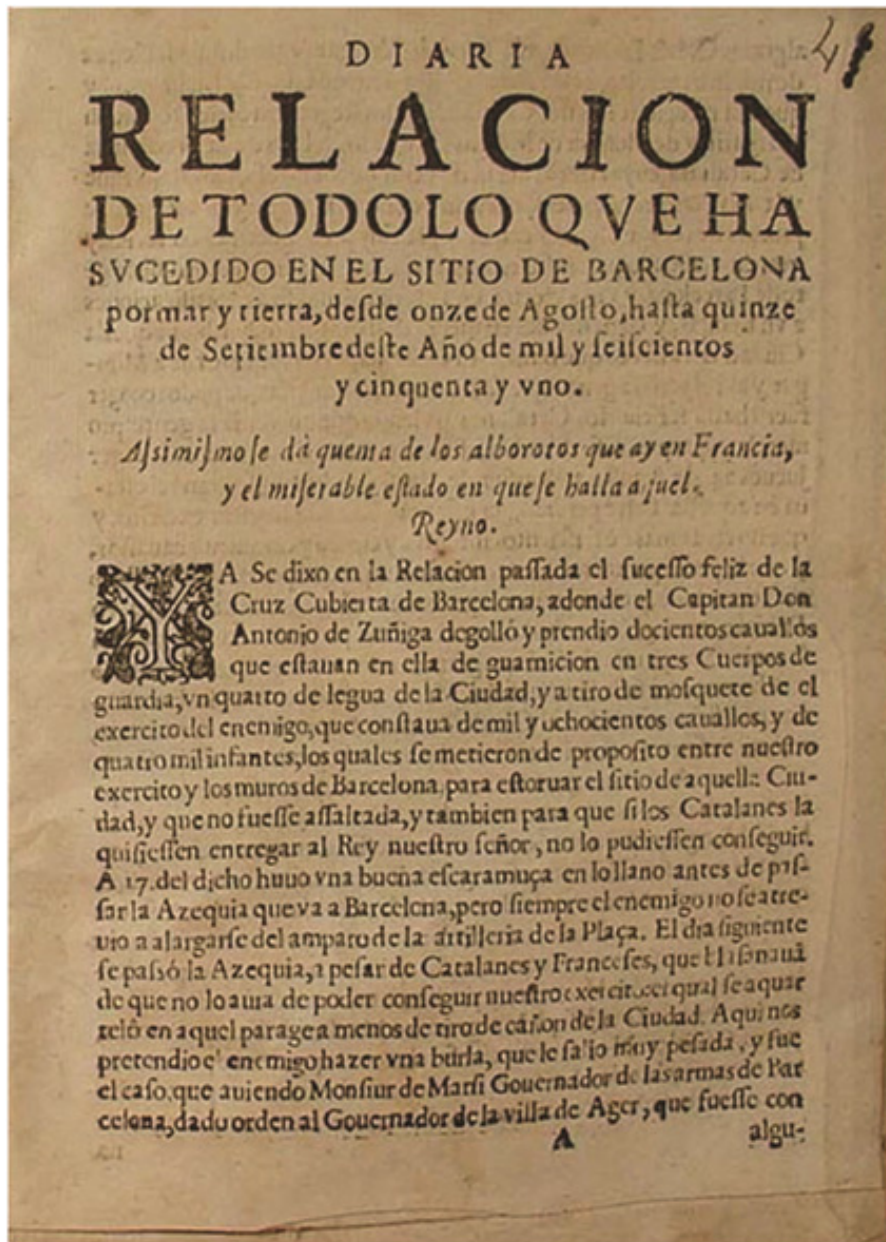 41
DIARIA
RELACION
DE TODO LO QVE HA
SVCEDIDO EN EL SITIO DE BARCELONA
por mar y tierra, desde onze de Agosto, hasta quinze
de Setiembre deste Año de mil y seiscientos
y cinquenta y vno.
Assimismo se dá quenta de los alborotos que ay en Francia,
y el miserable estado en que se halla aquel
Reyno.
YA Se dixo en la Relacion passada el sucesso feliz de la
Cruz Cubierta de Barcelona, adonde el Capitan Don
Antonio de Zuñiga degolló y prendio docientos cauallos
que estauan en ella de guarnicion en tres Cuerpos de
guardia, vn quarto de legua de la Ciudad, y a tiro de mosquete de el
exercito del enemigo, que constaua de mil y ochocientos cauallos, y de
quatro mil infantes, los quales se metieron de proposito entre nuestro
exercito y los muros de Barcelona para estoruar el sitio de aquella Ciu-
dad, y que no fuesse assaltada, y tambien para que si los Catalanes la
quisiessen entregar al Rey nuestro señor, no lo pudiessen conseguir.
A 17. del dicho huuo vna buena escaramuça en lo llano antes de pas-
sar la Azequia que va a Barcelona, pero siempre el enemigo no se atre-
uio a alargarse del amparo de la artilleria de la Plaça. El dia siguiente
se passó la Azequia, a pesar de Catalanes y Franceses, que
de que no lo auia de poder conseguir nuestro exercito, el qual se aquar
teló en aquel parage a menos de tiro de cañon de la Ciudad. Aqui nos
pretendio el enemigo hazer vna burla, que le salio muy pesada, y fue
el caso, que auiendo Monsiur de Marsi Gouernador de las armas de Bar
celona, dado orden al Gouernador de la villa de Ager, que fuesse con
A algu-